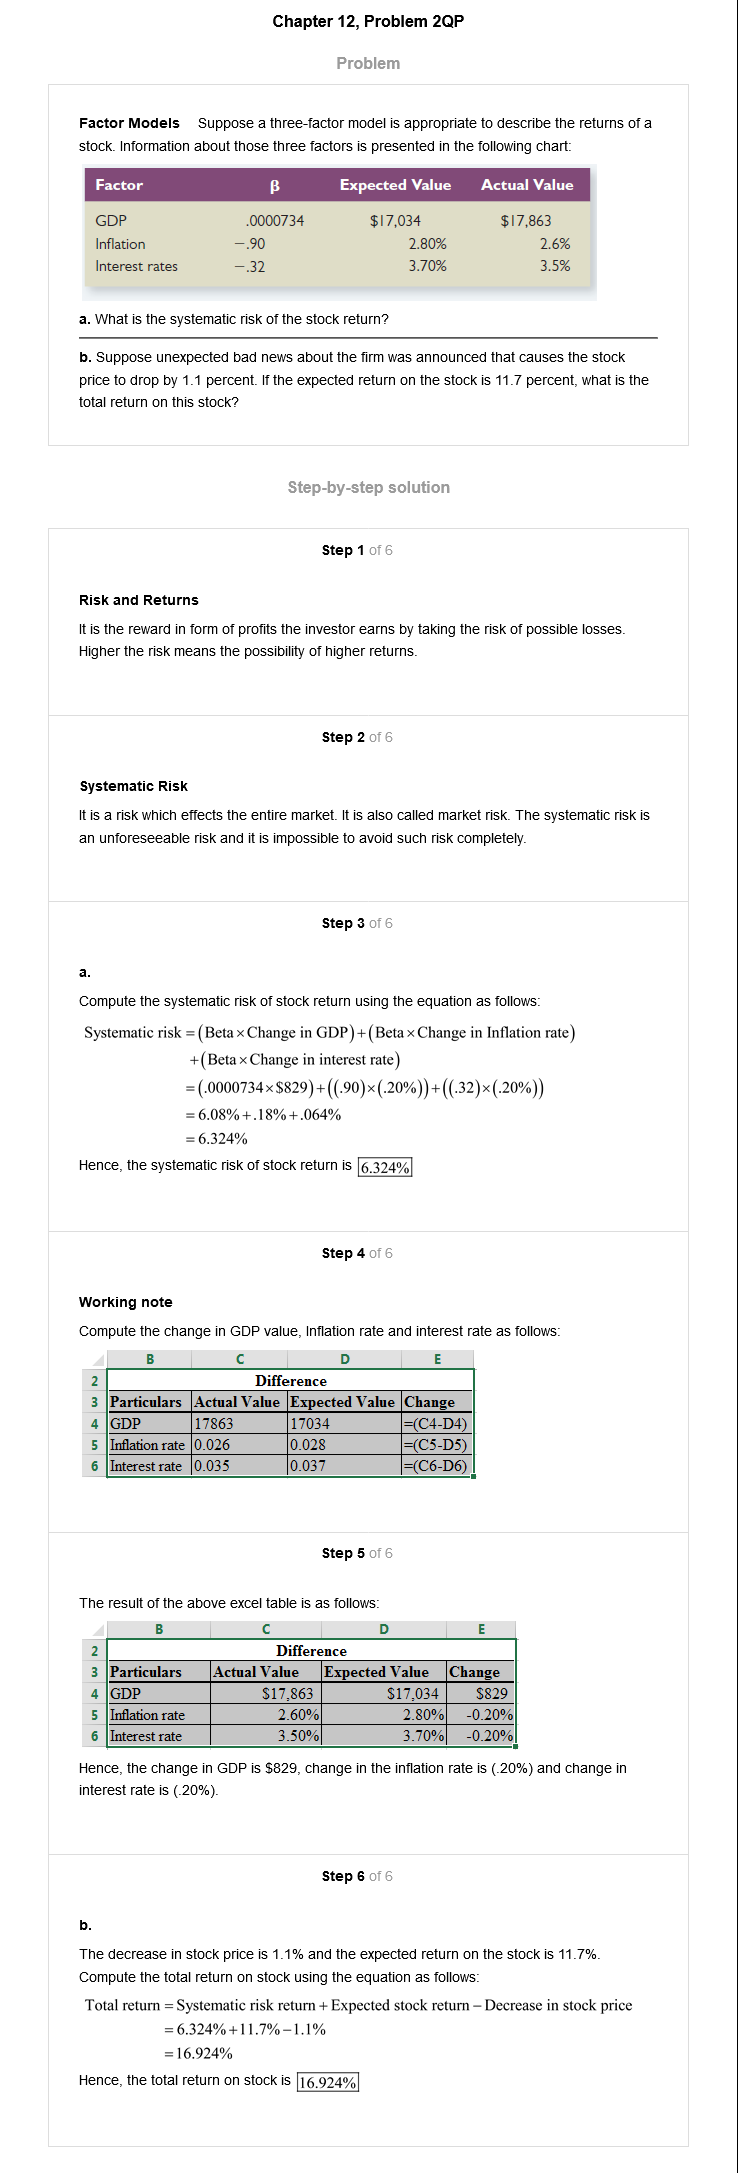 Chapter 12, Problem 2QP
Problem
Factor Models Suppose a three-factor model is appropriate to describe the returns of a
stock. Information about those three factors is presented in the following chart:
Factor β Expected Value Actual Value
GDP .0000734 $17,034 $17,863
Inflation −.90 2.80% 2.6%
Interest rates −.32 3.70% 3.5%
a. What is the systematic risk of the stock return?
b. Suppose unexpected bad news about the firm was announced that causes the stock
price to drop by 1.1 percent. If the expected return on the stock is 11.7 percent, what is the
total return on this stock?
Step-by-step solution
Step 1 of 6
Risk and Returns
It is the reward in form of profits the investor earns by taking the risk of possible losses.
Higher the risk means the possibility of higher returns.
Step 2 of 6
Systematic Risk
It is a risk which effects the entire market. It is also called market risk. The systematic risk is
an unforeseeable risk and it is impossible to avoid such risk completely.
Step 3 of 6
a.
Compute the systematic risk of stock return using the equation as follows:
Systematic risk = (Beta × Change in GDP) + (Beta × Change in Inflation rate)
+ (Beta × Change in interest rate)
= (.0000734 × $829) + ((.90) × (.20%)) + ((.32) × (.20%))
= 6.08% + .18% + .064%
= 6.324%
Hence, the systematic risk of stock return is 6.324%
Step 4 of 6
Working note
Compute the change in GDP value, Inflation rate and interest rate as follows:
B C D E
2 Difference
3 Particulars Actual Value Expected Value Change
4 GDP 17863 17034 =(C4-D4)
5 Inflation rate 0.026 0.028 =(C5-D5)
6 Interest rate 0.035 0.037 =(C6-D6)
Step 5 of 6
The result of the above excel table is as follows:
B C D E
2 Difference
3 Particulars Actual Value Expected Value Change
4 GDP $17,863 $17,034 $829
5 Inflation rate 2.60% 2.80% -0.20%
6 Interest rate 3.50% 3.70% -0.20%
Hence, the change in GDP is $829, change in the inflation rate is (.20%) and change in
interest rate is (.20%).
Step 6 of 6
b.
The decrease in stock price is 1.1% and the expected return on the stock is 11.7%.
Compute the total return on stock using the equation as follows:
Total return = Systematic risk return + Expected stock return − Decrease in stock price
= 6.324% + 11.7% − 1.1%
= 16.924%
Hence, the total return on stock is 16.924%